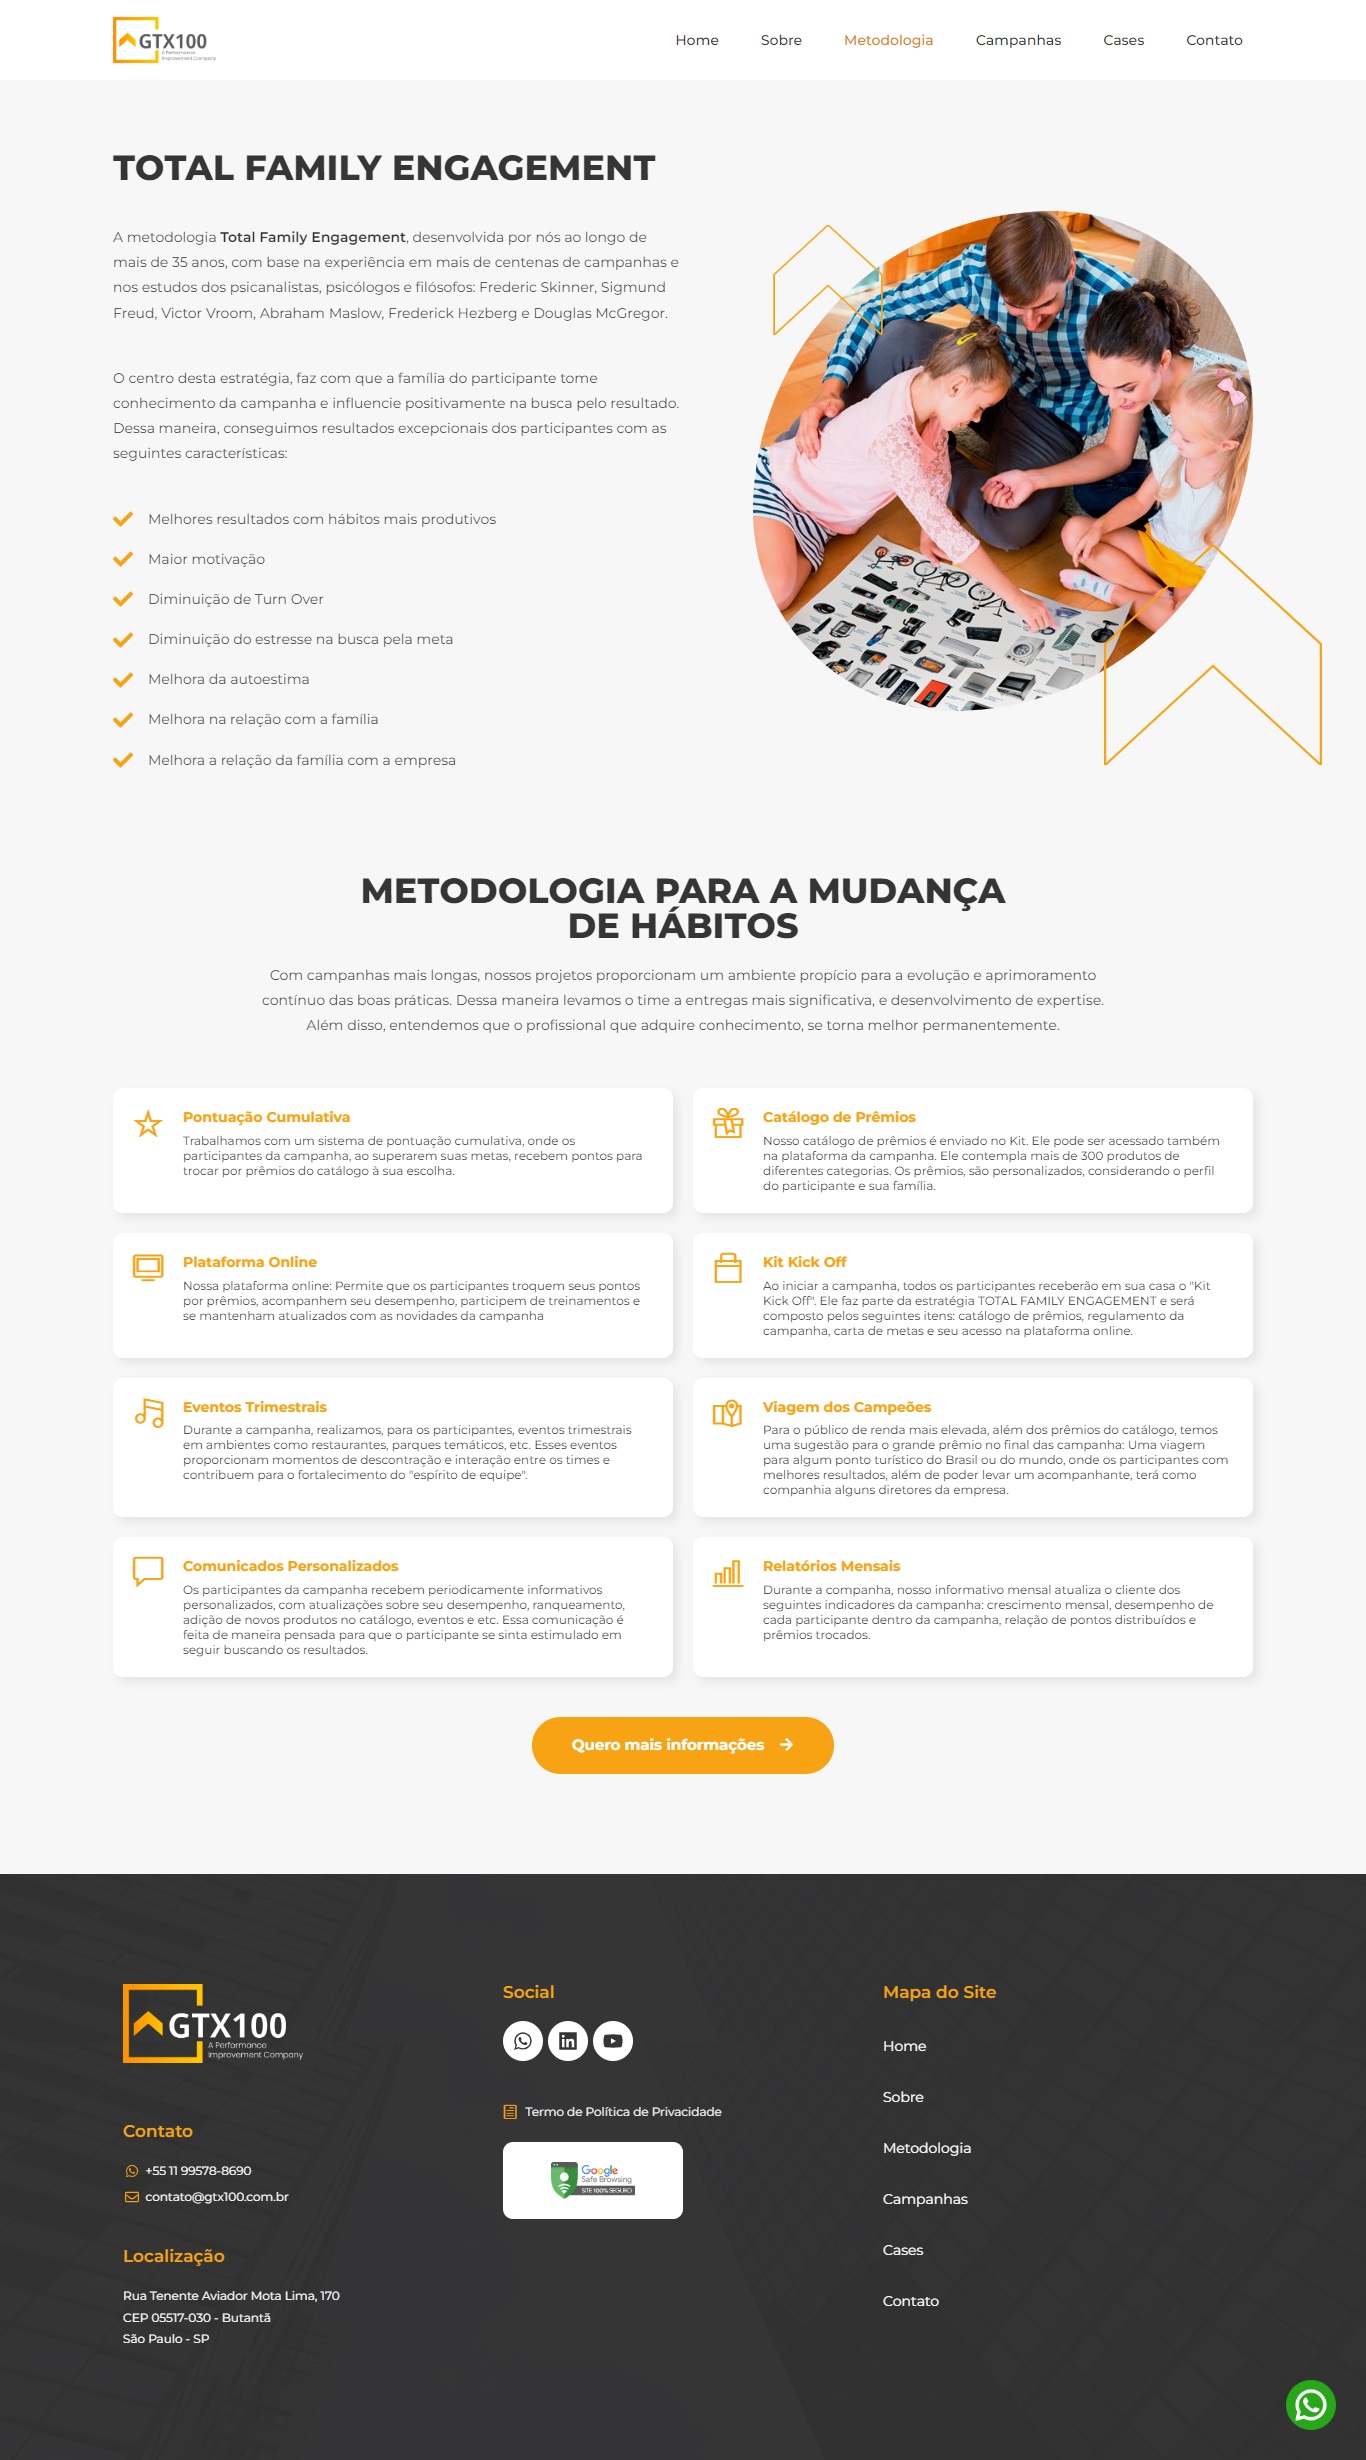 GTX100
A Performance
Improvement Company
Home
Sobre
Metodologia
Campanhas
Cases
Contato
TOTAL FAMILY ENGAGEMENT
A metodologia Total Family Engagement, desenvolvida por nós ao longo de
mais de 35 anos, com base na experiência em mais de centenas de campanhas e
nos estudos dos psicanalistas, psicólogos e filósofos: Frederic Skinner, Sigmund
Freud, Victor Vroom, Abraham Maslow, Frederick Hezberg e Douglas McGregor.
O centro desta estratégia, faz com que a família do participante tome
conhecimento da campanha e influencie positivamente na busca pelo resultado.
Dessa maneira, conseguimos resultados excepcionais dos participantes com as
seguintes características:
Melhores resultados com hábitos mais produtivos
Maior motivação
Diminuição de Turn Over
Diminuição do estresse na busca pela meta
Melhora da autoestima
Melhora na relação com a família
Melhora a relação da família com a empresa
METODOLOGIA PARA A MUDANÇA
DE HÁBITOS
Com campanhas mais longas, nossos projetos proporcionam um ambiente propício para a evolução e aprimoramento
contínuo das boas práticas. Dessa maneira levamos o time a entregas mais significativa, e desenvolvimento de expertise.
Além disso, entendemos que o profissional que adquire conhecimento, se torna melhor permanentemente.
Pontuação Cumulativa
Trabalhamos com um sistema de pontuação cumulativa, onde os
participantes da campanha, ao superarem suas metas, recebem pontos para
trocar por prêmios do catálogo à sua escolha.
Catálogo de Prêmios
Nosso catálogo de prêmios é enviado no Kit. Ele pode ser acessado também
na plataforma da campanha. Ele contempla mais de 300 produtos de
diferentes categorias. Os prêmios, são personalizados, considerando o perfil
do participante e sua família.
Plataforma Online
Nossa plataforma online: Permite que os participantes troquem seus pontos
por prêmios, acompanhem seu desempenho, participem de treinamentos e
se mantenham atualizados com as novidades da campanha
Kit Kick Off
Ao iniciar a campanha, todos os participantes receberão em sua casa o "Kit
Kick Off". Ele faz parte da estratégia TOTAL FAMILY ENGAGEMENT e será
composto pelos seguintes itens: catálogo de prêmios, regulamento da
campanha, carta de metas e seu acesso na plataforma online.
Eventos Trimestrais
Durante a campanha, realizamos, para os participantes, eventos trimestrais
em ambientes como restaurantes, parques temáticos, etc. Esses eventos
proporcionam momentos de descontração e interação entre os times e
contribuem para o fortalecimento do "espírito de equipe".
Viagem dos Campeões
Para o público de renda mais elevada, além dos prêmios do catálogo, temos
uma sugestão para o grande prêmio no final das campanha: Uma viagem
para algum ponto turístico do Brasil ou do mundo, onde os participantes com
melhores resultados, além de poder levar um acompanhante, terá como
companhia alguns diretores da empresa.
Comunicados Personalizados
Os participantes da campanha recebem periodicamente informativos
personalizados, com atualizações sobre seu desempenho, ranqueamento,
adição de novos produtos no catálogo, eventos e etc. Essa comunicação é
feita de maneira pensada para que o participante se sinta estimulado em
seguir buscando os resultados.
Relatórios Mensais
Durante a companha, nosso informativo mensal atualiza o cliente dos
seguintes indicadores da campanha: crescimento mensal, desempenho de
cada participante dentro da campanha, relação de pontos distribuídos e
prêmios trocados.
Quero mais informações
GTX100
A Performance
Improvement Company
Contato
+55 11 99578-8690
contato@gtx100.com.br
Localização
Rua Tenente Aviador Mota Lima, 170
CEP 05517-030 - Butantã
São Paulo - SP
Social
Termo de Política de Privacidade
Google
Safe Browsing
SITE 100% SEGURO
Mapa do Site
Home
Sobre
Metodologia
Campanhas
Cases
Contato